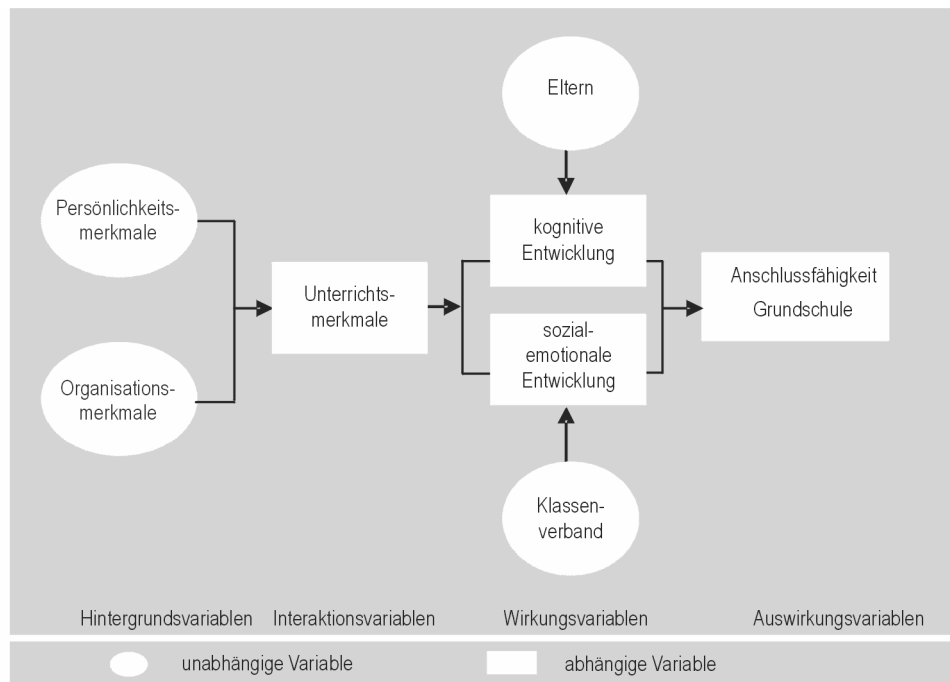 Eltern
Persönlichkeits-
merkmale
kognitive
Entwicklung
Unterrichts-
merkmale
Anschlussfähigkeit
Grundschule
sozial-
emotionale
Entwicklung
Organisations-
merkmale
Klassen-
verband
Hintergrundsvariablen Interaktionsvariablen Wirkungsvariablen Auswirkungsvariablen
unabhängige Variable abhängige Variable